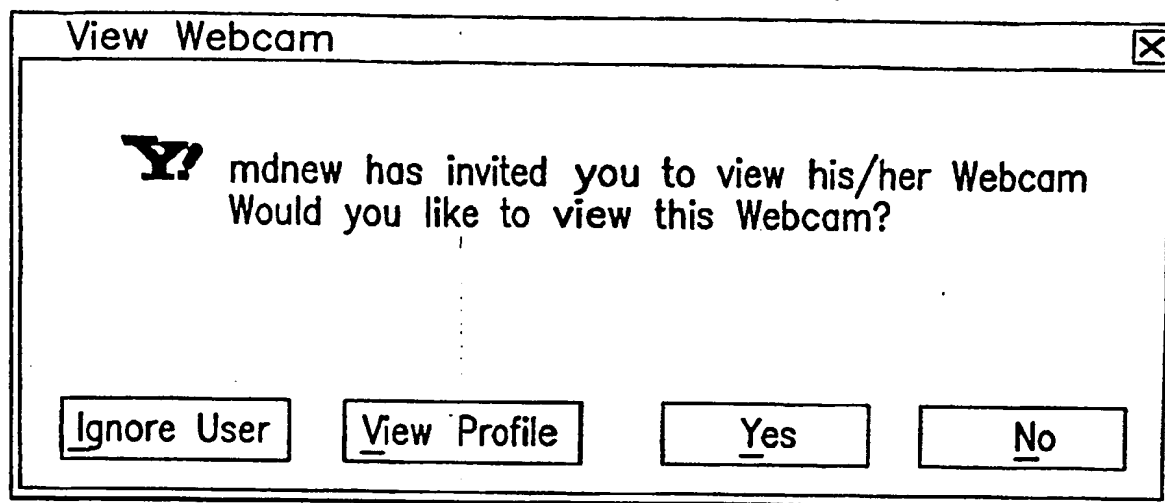 View Webcam
Y! mdnew has invited you to view his/her Webcam
Would you like to view this Webcam?
Ignore User View Profile Yes No